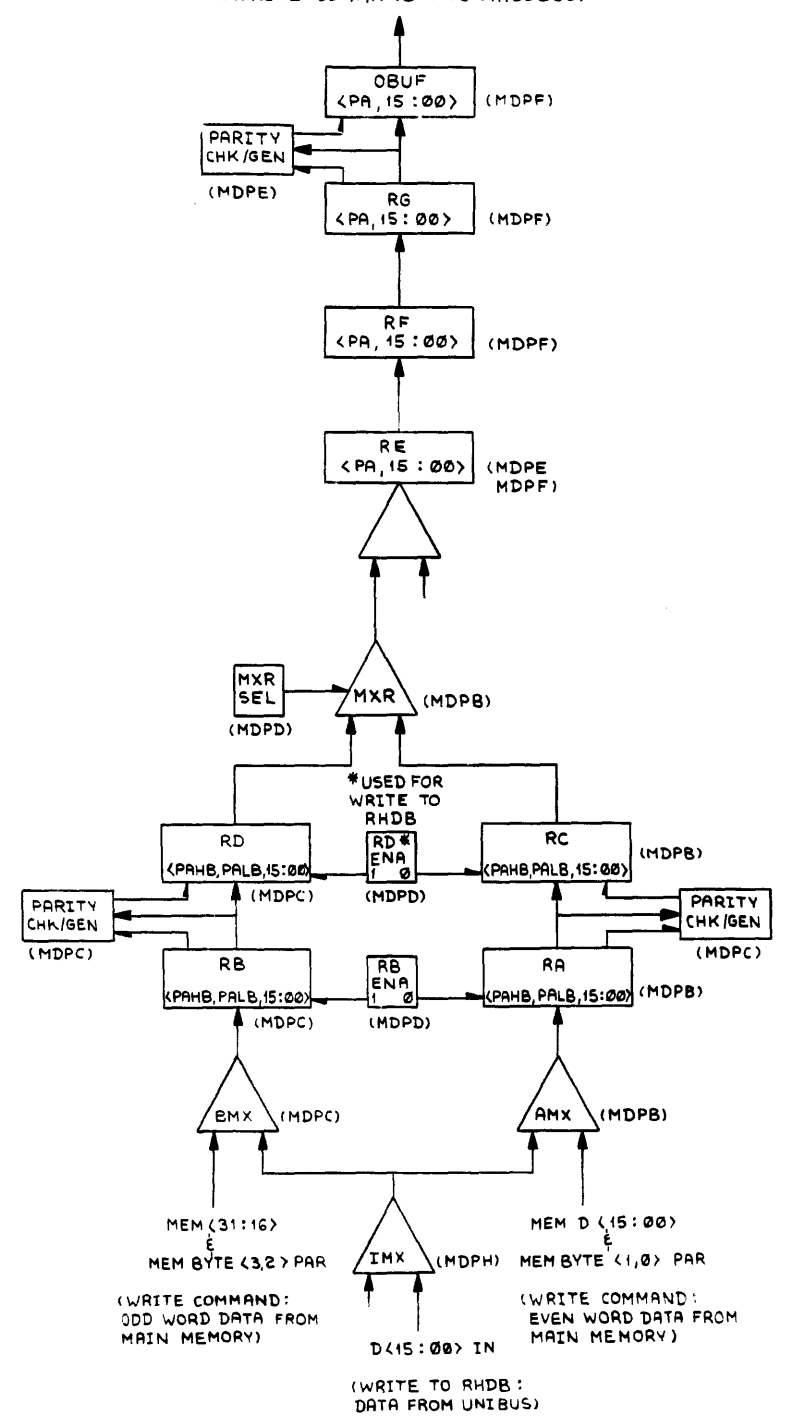 OBUF
<PA, 15:00>
(MDPF)
PARITY
CHK/GEN
(MDPE)
RG
<PA, 15:00>
(MDPF)
RF
<PA, 15:00>
(MDPF)
RE
<PA, 15:00>
(MDPE
MDPF)
MXR
SEL
(MDPD)
MXR
(MDPB)
*USED FOR
WRITE TO
RHDB
RD
<PAHB, PALB, 15:00>
(MDPC)
RD*
ENA
1 0
(MDPD)
RC
<PAHB, PALB, 15:00>
(MDPB)
PARITY
CHK/GEN
(MDPC)
PARITY
CHK/GEN
(MDPC)
RB
<PAHB, PALB, 15:00>
(MDPC)
RB
ENA
1 0
(MDPD)
RA
<PAHB, PALB, 15:00>
(MDPB)
BMX
(MDPC)
AMX
(MDPB)
MEM <31:16>
&
MEM BYTE <3,2> PAR
(WRITE COMMAND:
ODD WORD DATA FROM
MAIN MEMORY)
IMX
(MDPH)
MEM D <15:00>
&
MEM BYTE <1,0> PAR
(WRITE COMMAND:
EVEN WORD DATA FROM
MAIN MEMORY)
D<15:00> IN
(WRITE TO RHDB:
DATA FROM UNIBUS)